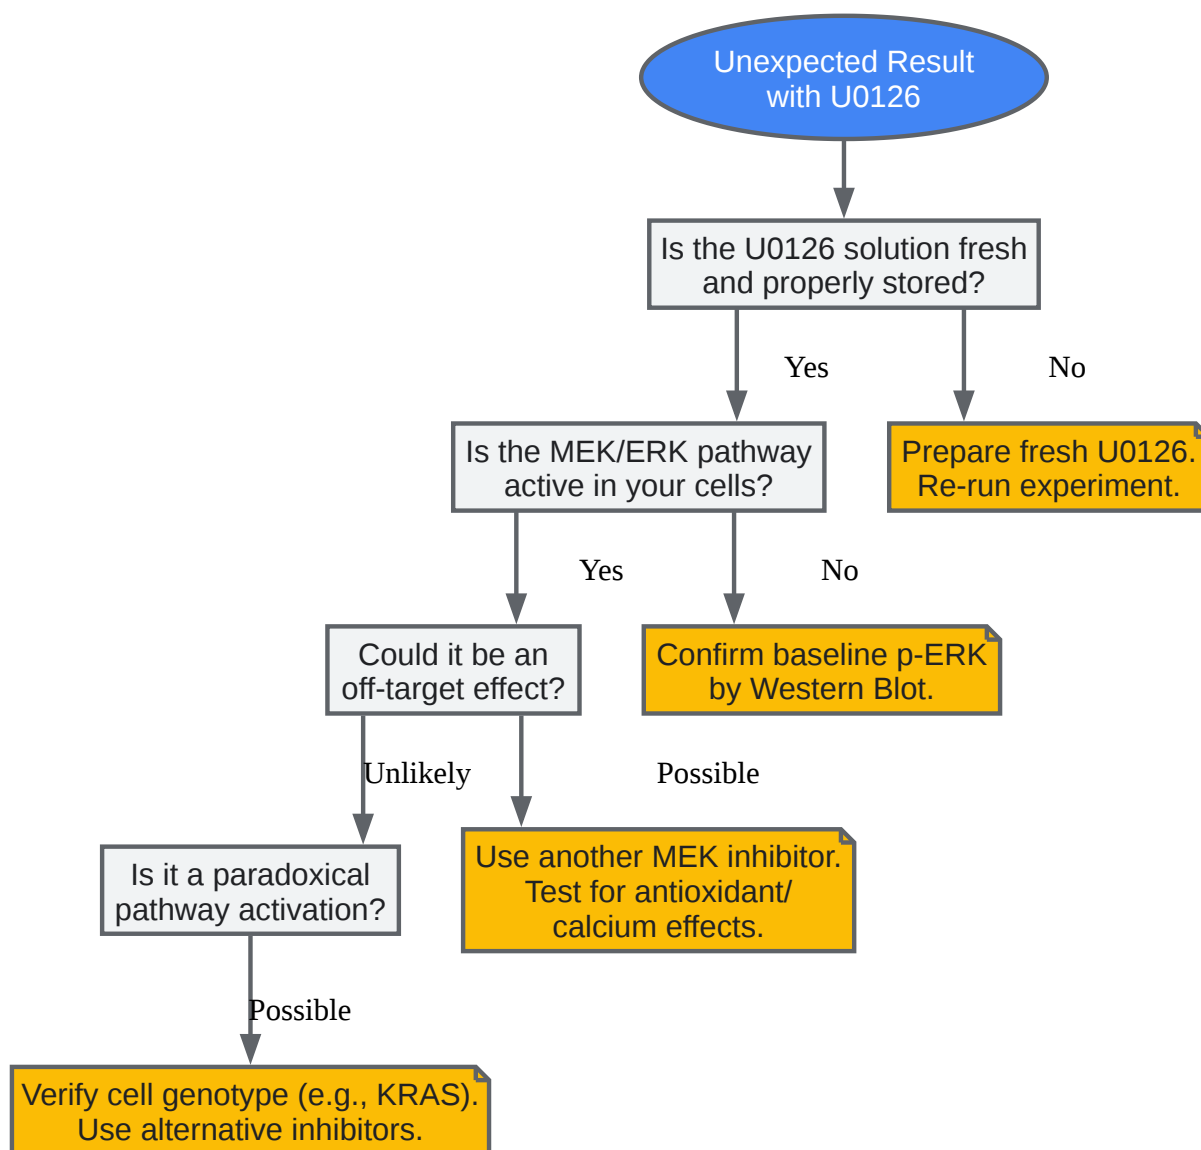 Unexpected Result
with U0126
Is the U0126 solution fresh
and properly stored?
Yes
No
Is the MEK/ERK pathway
active in your cells?
Prepare fresh U0126.
Re-run experiment.
Yes
No
Could it be an
off-target effect?
Confirm baseline p-ERK
by Western Blot.
Unlikely
Possible
Is it a paradoxical
pathway activation?
Use another MEK inhibitor.
Test for antioxidant/
calcium effects.
Possible
Verify cell genotype (e.g., KRAS).
Use alternative inhibitors.